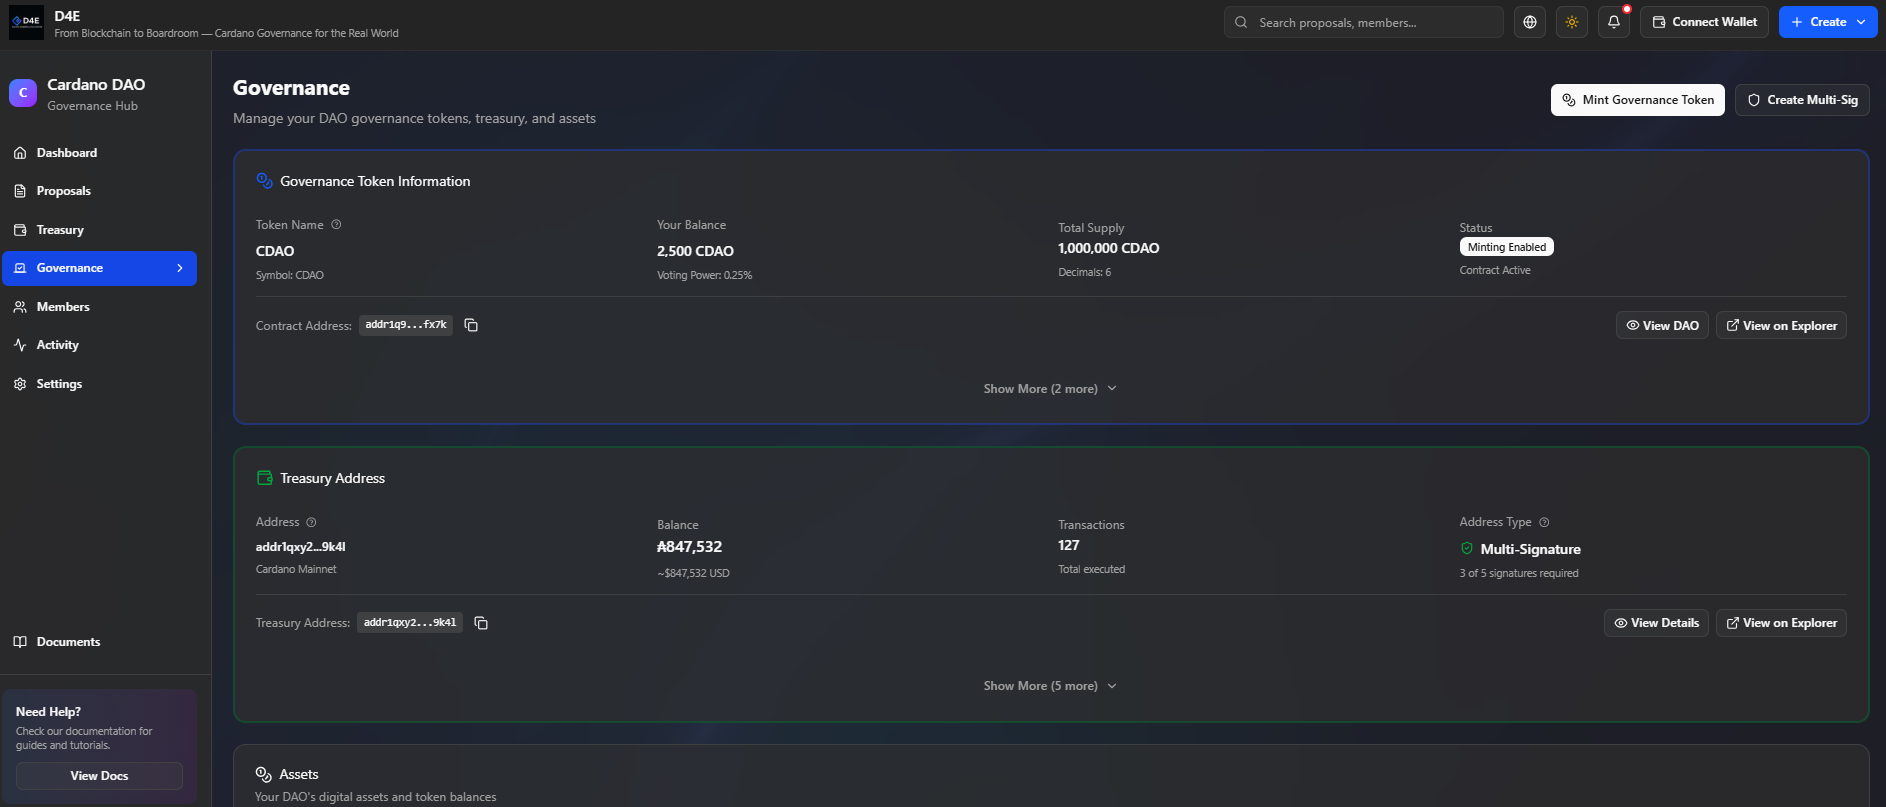 D4E
D4E
From Blockchain to Boardroom — Cardano Governance for the Real World
Search proposals, members...
Connect Wallet
Create
C
Cardano DAO
Governance Hub
Dashboard
Proposals
Treasury
Governance
Members
Activity
Settings
Documents
Need Help?
Check our documentation for
guides and tutorials.
View Docs
Governance
Manage your DAO governance tokens, treasury, and assets
Mint Governance Token
Create Multi-Sig
Governance Token Information
Token Name
CDAO
Symbol: CDAO
Your Balance
2,500 CDAO
Voting Power: 0.25%
Total Supply
1,000,000 CDAO
Decimals: 6
Status
Minting Enabled
Contract Active
Contract Address: addr1q9...fx7k
View DAO
View on Explorer
Show More (2 more)
Treasury Address
Address
addr1qxy2...9k4l
Cardano Mainnet
Balance
₳847,532
~$847,532 USD
Transactions
127
Total executed
Address Type
Multi-Signature
3 of 5 signatures required
Treasury Address: addr1qxy2...9k4l
View Details
View on Explorer
Show More (5 more)
Assets
Your DAO's digital assets and token balances